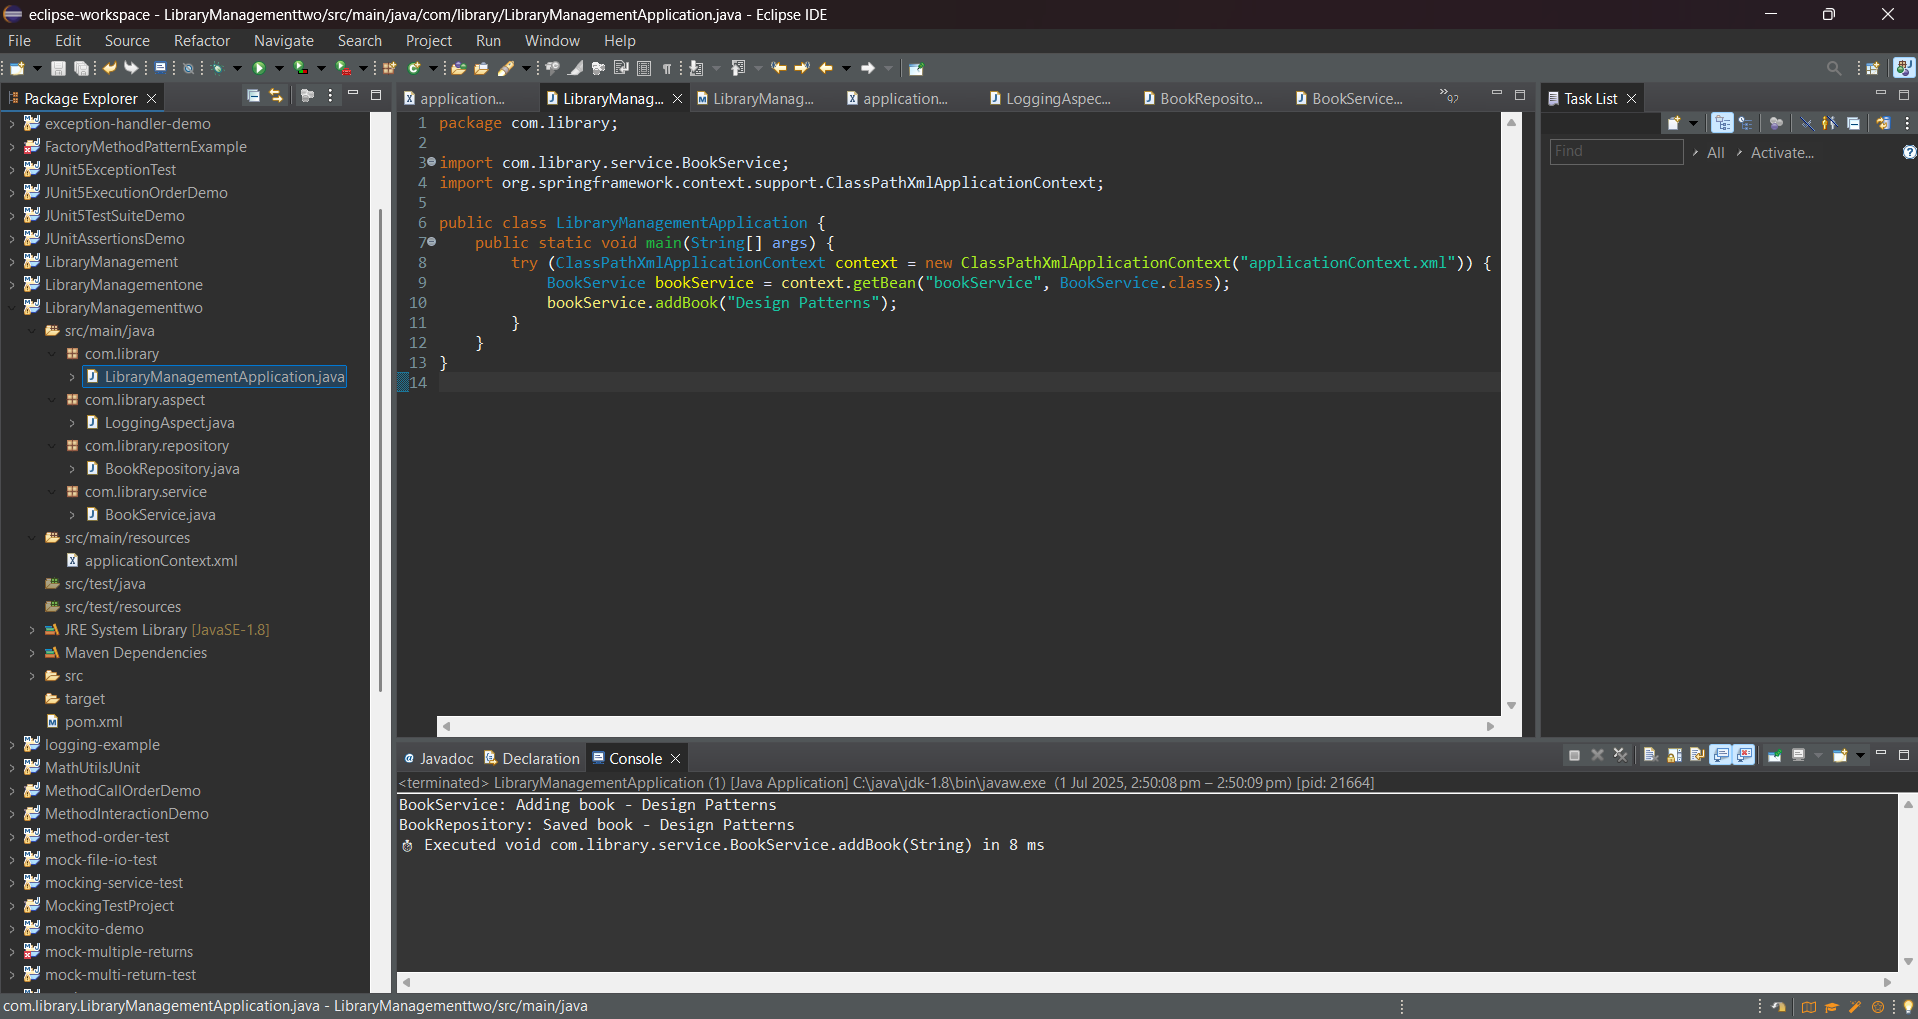 eclipse-workspace - LibraryManagementtwo/src/main/java/com/library/LibraryManagementApplication.java - Eclipse IDE
File Edit Source Refactor Navigate Search Project Run Window Help
Package Explorer
exception-handler-demo
FactoryMethodPatternExample
JUnit5ExceptionTest
JUnit5ExecutionOrderDemo
JUnit5TestSuiteDemo
JUnitAssertionsDemo
LibraryManagement
LibraryManagementone
LibraryManagementtwo
src/main/java
com.library
LibraryManagementApplication.java
com.library.aspect
LoggingAspect.java
com.library.repository
BookRepository.java
com.library.service
BookService.java
src/main/resources
applicationContext.xml
src/test/java
src/test/resources
JRE System Library [JavaSE-1.8]
Maven Dependencies
src
target
pom.xml
logging-example
MathUtilsJUnit
MethodCallOrderDemo
MethodInteractionDemo
method-order-test
mock-file-io-test
mocking-service-test
MockingTestProject
mockito-demo
mock-multiple-returns
mock-multi-return-test
application... LibraryManag... LibraryManag... application... LoggingAspec... BookReposito... BookService... »97
1 package com.library;
2
3 import com.library.service.BookService;
4 import org.springframework.context.support.ClassPathXmlApplicationContext;
5
6 public class LibraryManagementApplication {
7 public static void main(String[] args) {
8 try (ClassPathXmlApplicationContext context = new ClassPathXmlApplicationContext("applicationContext.xml")) {
9 BookService bookService = context.getBean("bookService", BookService.class);
10 bookService.addBook("Design Patterns");
11 }
12 }
13 }
14
Task List
Find All Activate...
Javadoc Declaration Console
<terminated> LibraryManagementApplication (1) [Java Application] C:\java\jdk-1.8\bin\javaw.exe (1 Jul 2025, 2:50:08 pm – 2:50:09 pm) [pid: 21664]
BookService: Adding book - Design Patterns
BookRepository: Saved book - Design Patterns
⏱ Executed void com.library.service.BookService.addBook(String) in 8 ms
com.library.LibraryManagementApplication.java - LibraryManagementtwo/src/main/java